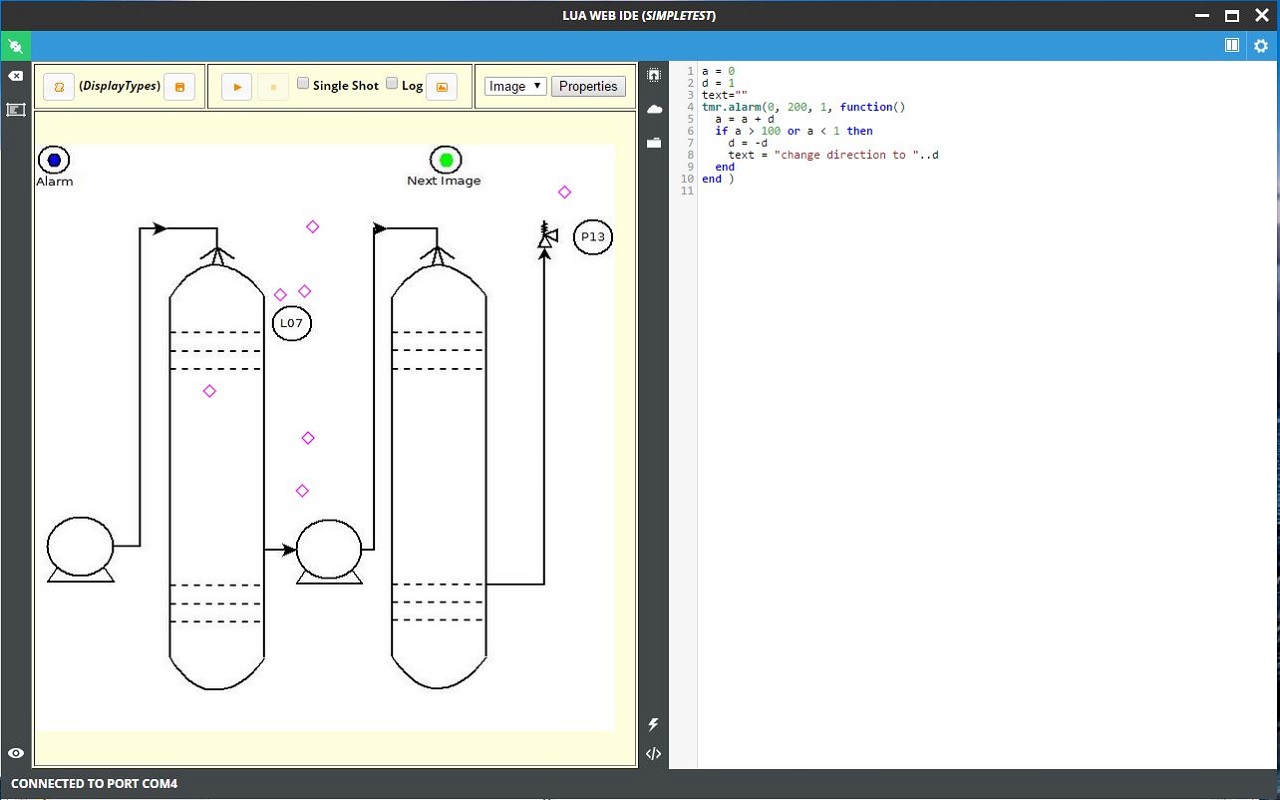 LUA WEB IDE (SIMPLETEST)
(DisplayTypes) Single Shot Log Image ▼ Properties
Alarm
Next Image
P13
L07
1 a = 0
2 d = 1
3 text=""
4 tmr.alarm(0, 200, 1, function()
5 a = a + d
6 if a > 100 or a < 1 then
7 d = -d
8 text = "change direction to "..d
9 end
10 end )
11
CONNECTED TO PORT COM4